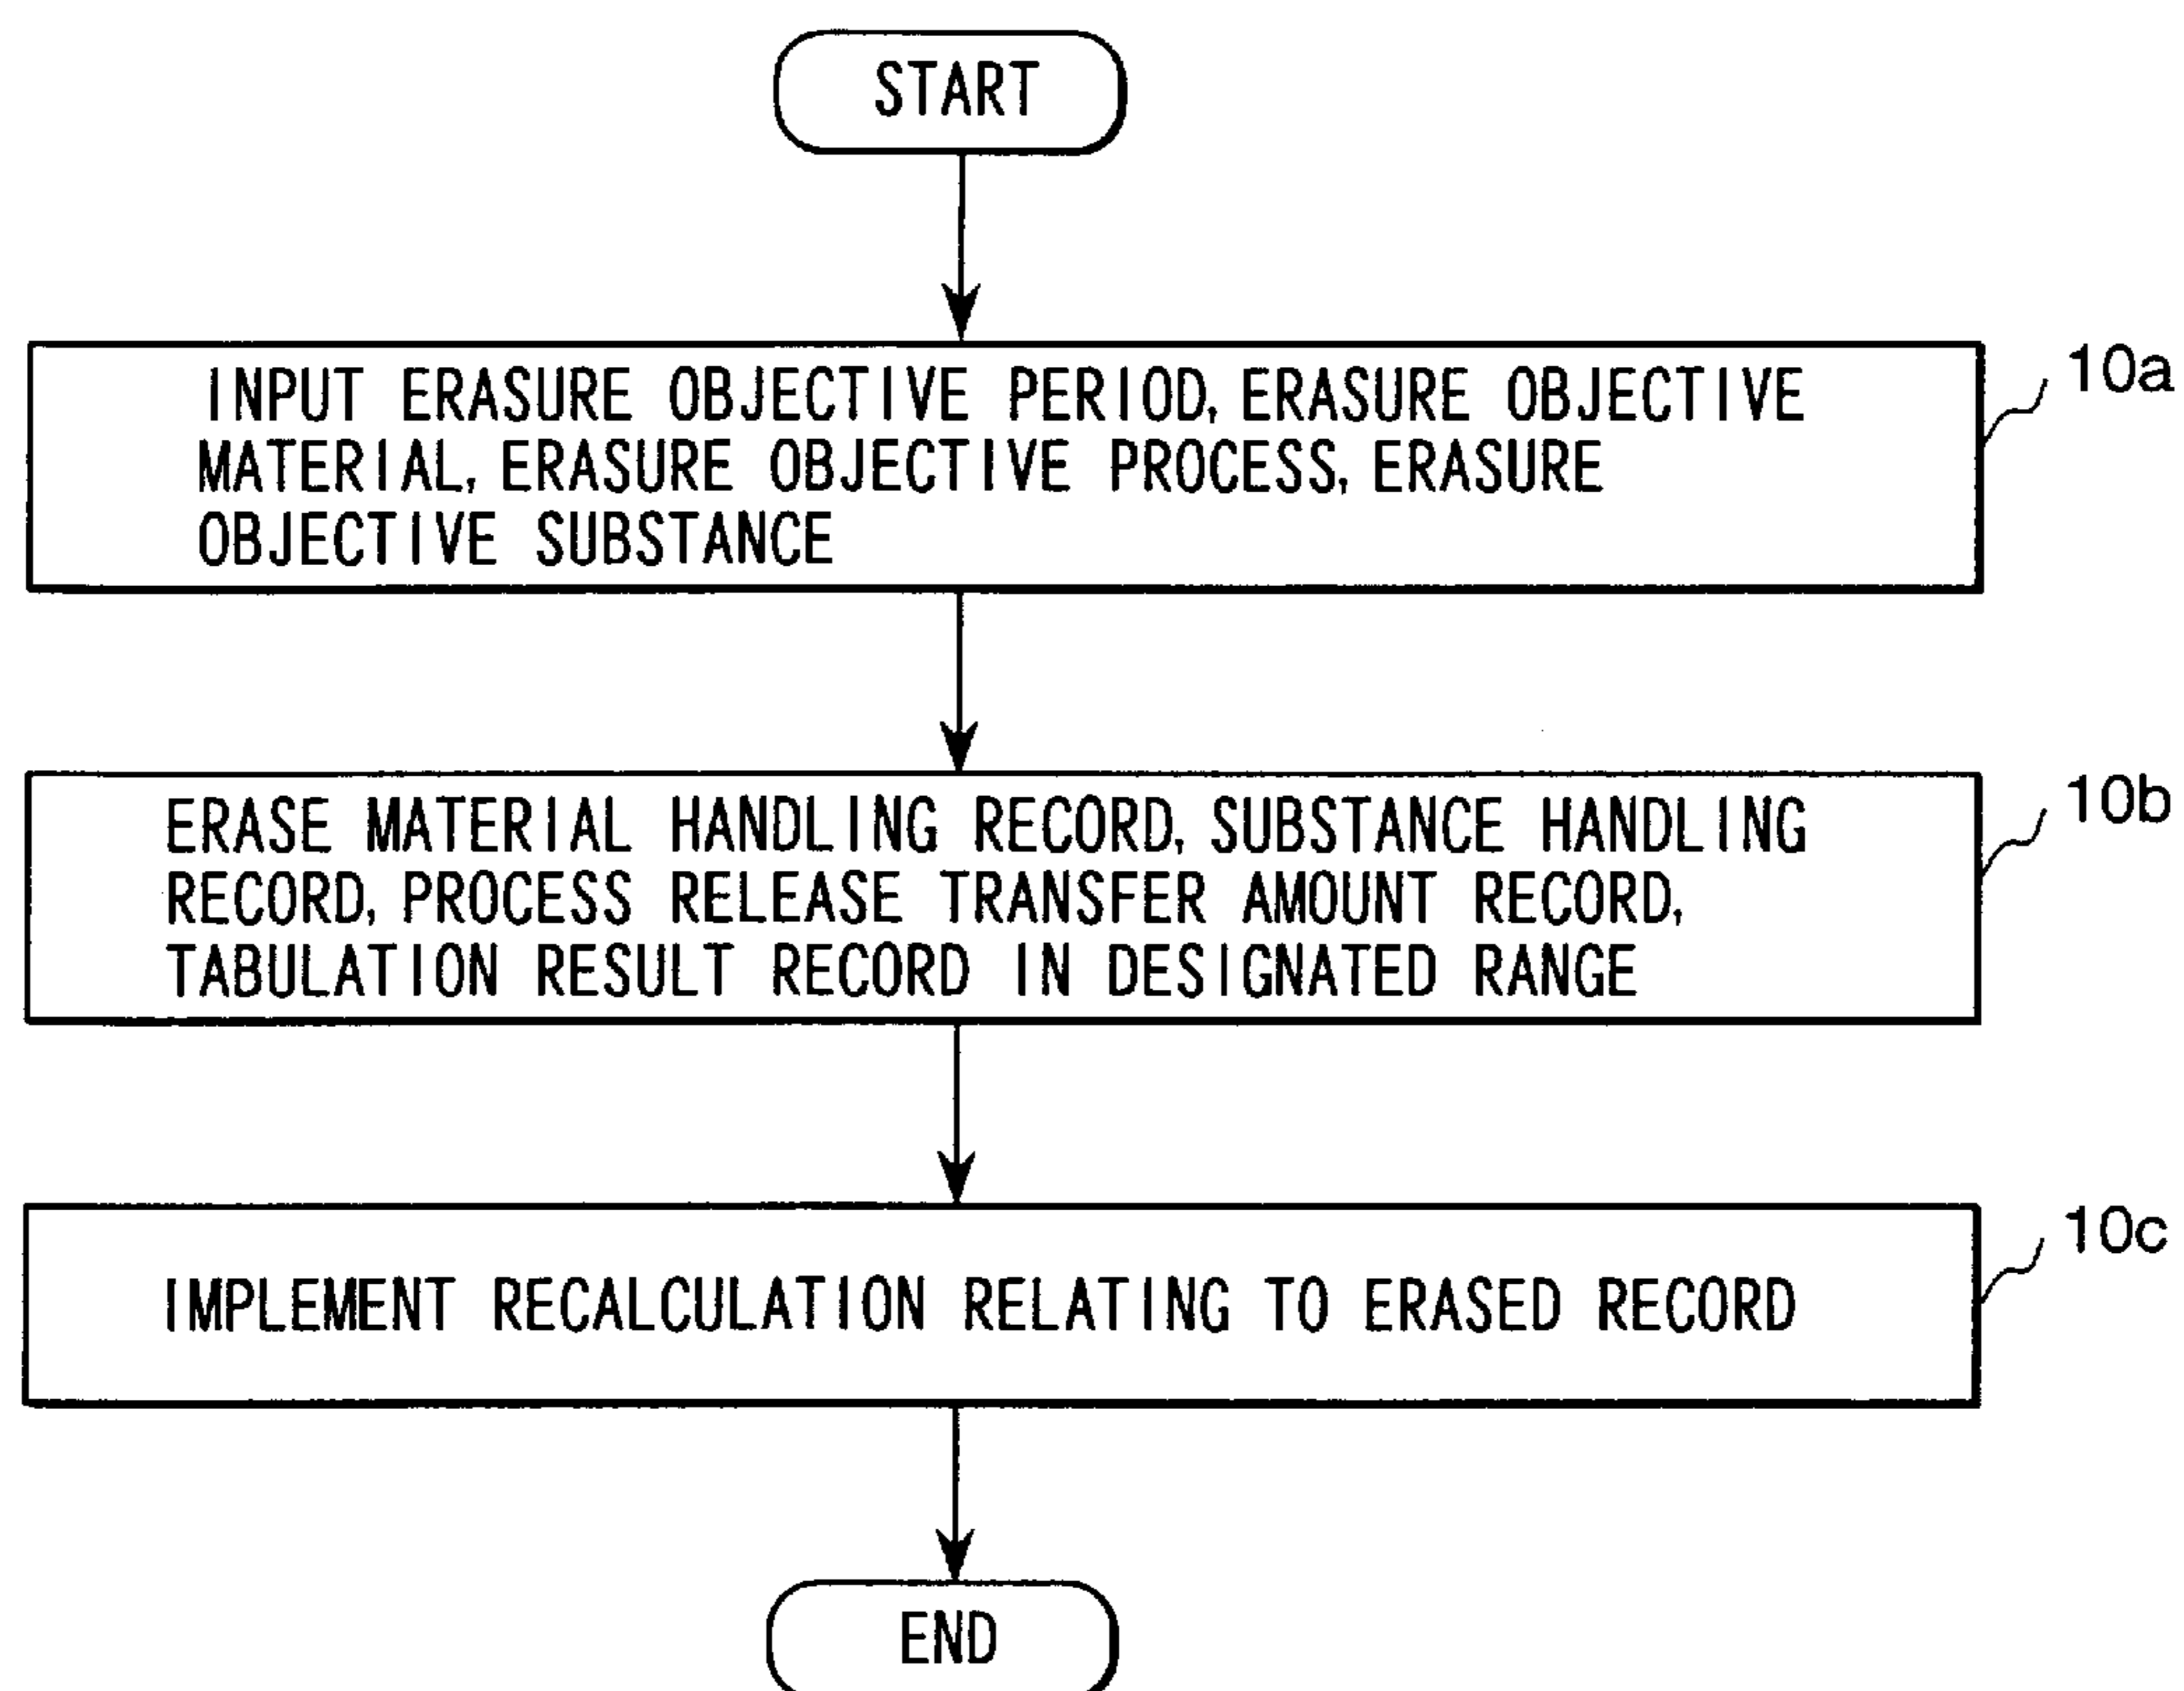 START
INPUT ERASURE OBJECTIVE PERIOD, ERASURE OBJECTIVE
MATERIAL, ERASURE OBJECTIVE PROCESS, ERASURE
OBJECTIVE SUBSTANCE
10a
ERASE MATERIAL HANDLING RECORD, SUBSTANCE HANDLING
RECORD, PROCESS RELEASE TRANSFER AMOUNT RECORD,
TABULATION RESULT RECORD IN DESIGNATED RANGE
10b
IMPLEMENT RECALCULATION RELATING TO ERASED RECORD
10c
END